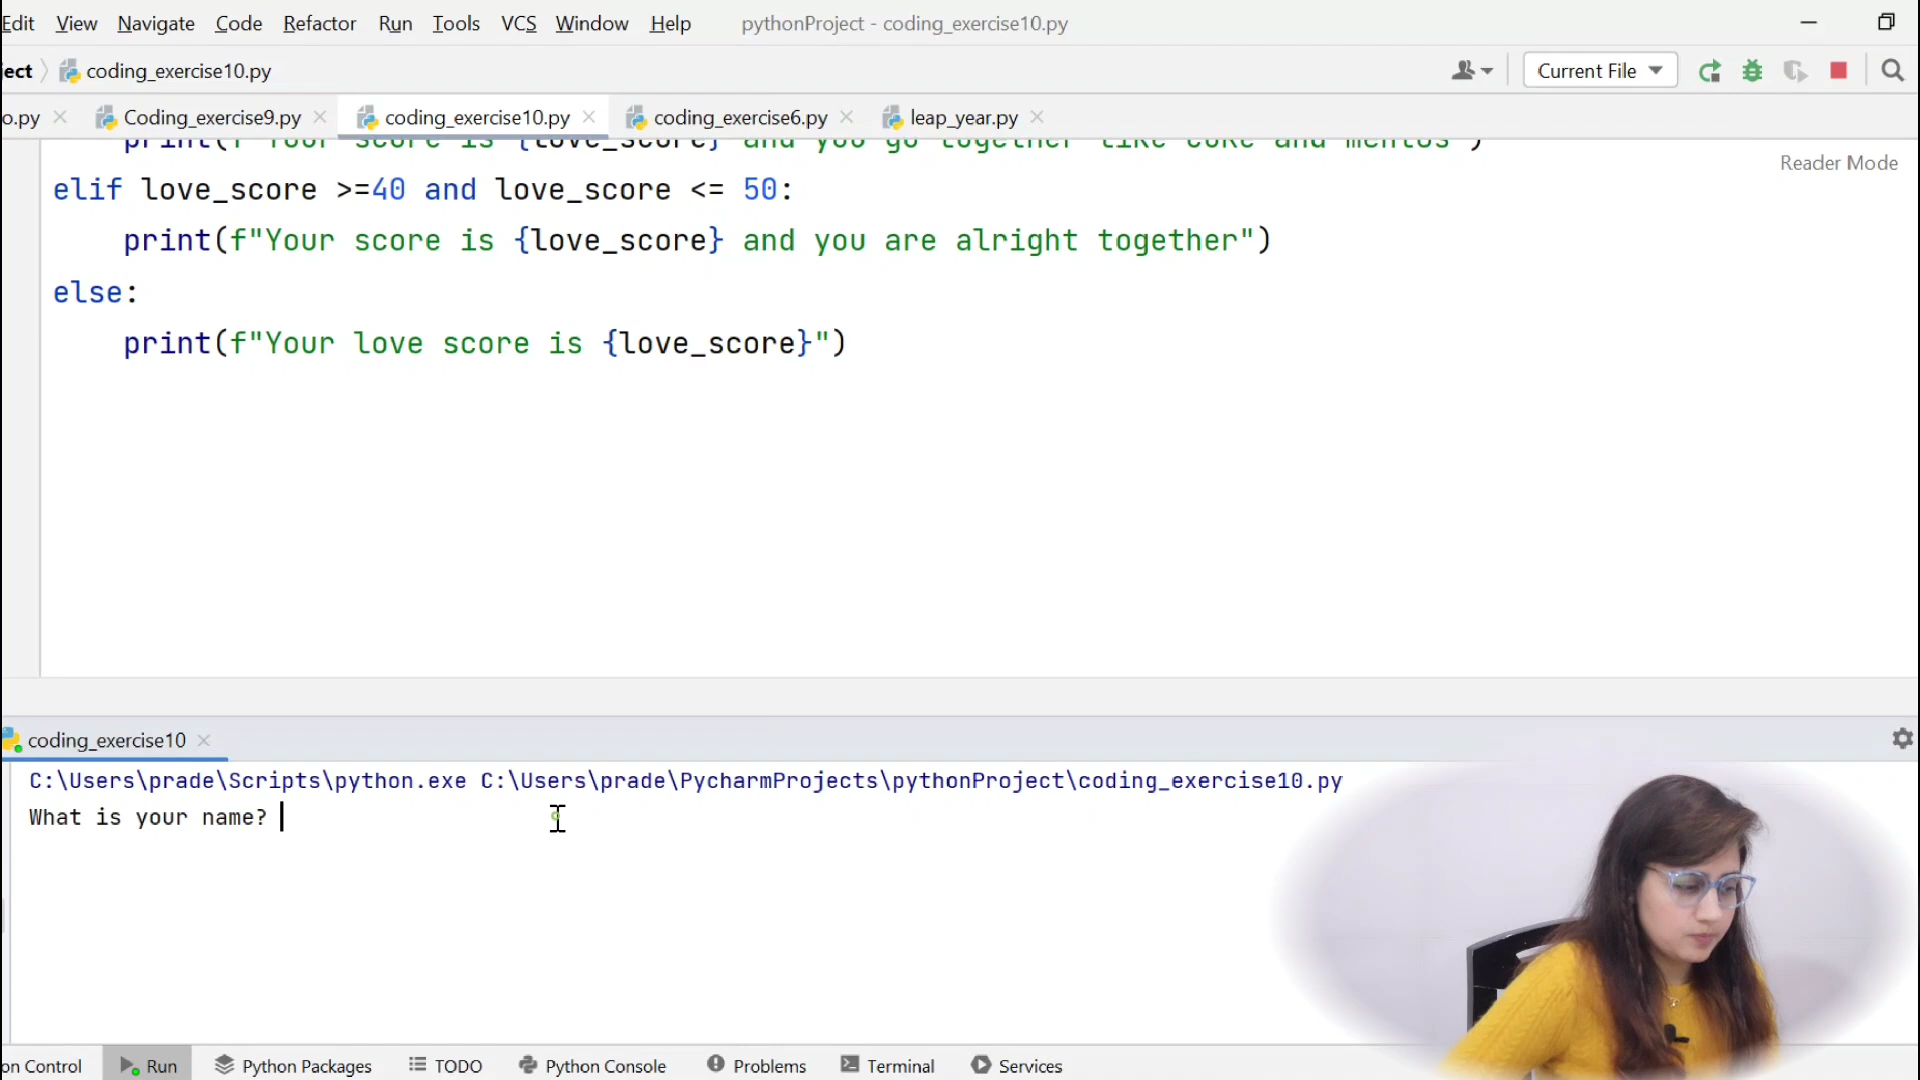 Edit View Navigate Code Refactor Run Tools VCS Window Help pythonProject - coding_exercise10.py
ject coding_exercise10.py Current File
o.py Coding_exercise9.py coding_exercise10.py coding_exercise6.py leap_year.py
print(f"Your score is {love_score} and you go together like coke and mentos")
Reader Mode
elif love_score >=40 and love_score <= 50:
print(f"Your score is {love_score} and you are alright together")
else:
print(f"Your love score is {love_score}")
coding_exercise10
C:\Users\prade\Scripts\python.exe C:\Users\prade\PycharmProjects\pythonProject\coding_exercise10.py
What is your name?
on Control Run Python Packages TODO Python Console Problems Terminal Services